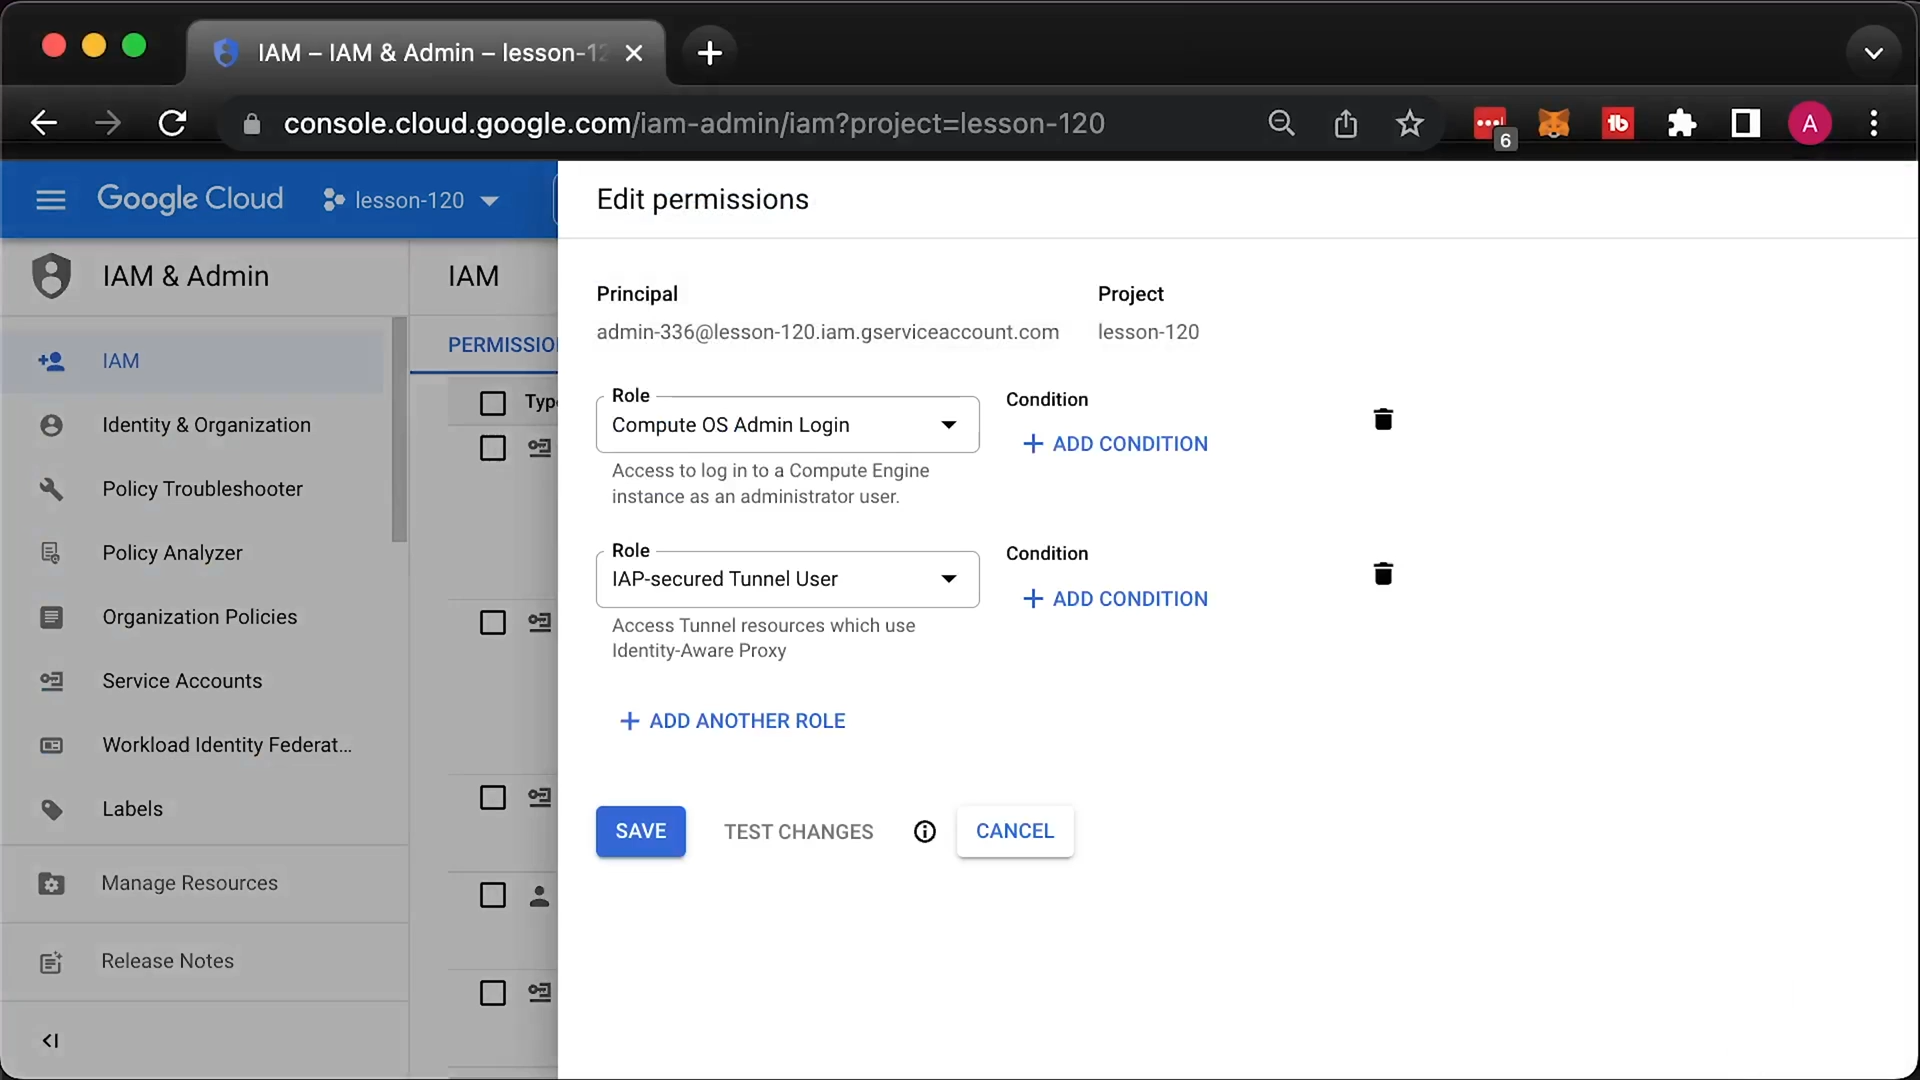 IAM – IAM & Admin – lesson-12
console.cloud.google.com/iam-admin/iam?project=lesson-120
6
A
Google Cloud
lesson-120
Edit permissions
IAM & Admin
IAM
Principal
Project
admin-336@lesson-120.iam.gserviceaccount.com
lesson-120
IAM
PERMISSIO
Type
Identity & Organization
Policy Troubleshooter
Policy Analyzer
Organization Policies
Service Accounts
Workload Identity Federat...
Labels
Manage Resources
Release Notes
Role
Compute OS Admin Login
Condition
ADD CONDITION
Access to log in to a Compute Engine
instance as an administrator user.
Role
IAP-secured Tunnel User
Condition
ADD CONDITION
Access Tunnel resources which use
Identity-Aware Proxy
ADD ANOTHER ROLE
SAVE
TEST CHANGES
CANCEL